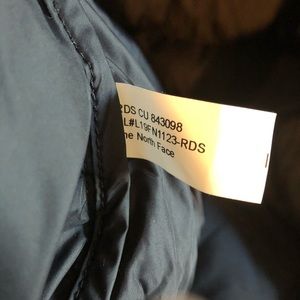 RDS CU 843098
L#L19FN1123-RDS
he North Face